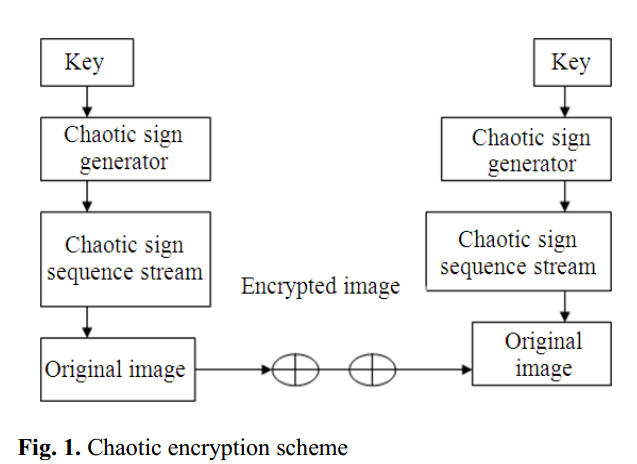 Key
Chaotic sign
generator
Chaotic sign
sequence stream
Original image
Encrypted image
Key
Chaotic sign
generator
Chaotic sign
sequence stream
Original
image
Fig. 1. Chaotic encryption scheme